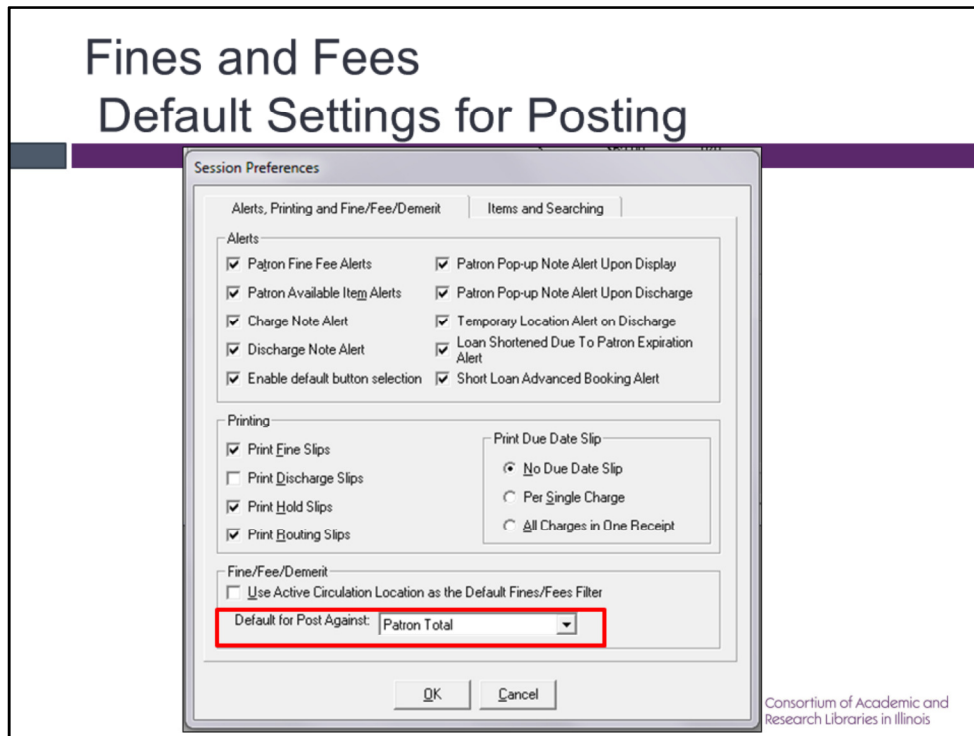 Fines and Fees
Default Settings for Posting
Session Preferences
Alerts, Printing and Fine/Fee/Demerit
Items and Searching
Alerts
Patron Fine Fee Alerts
Patron Pop-up Note Alert Upon Display
Patron Available Item Alerts
Patron Pop-up Note Alert Upon Discharge
Charge Note Alert
Temporary Location Alert on Discharge
Discharge Note Alert
Loan Shortened Due To Patron Expiration
Alert
Enable default button selection
Short Loan Advanced Booking Alert
Printing
Print Fine Slips
Print Discharge Slips
Print Hold Slips
Print Routing Slips
Print Due Date Slip
No Due Date Slip
Per Single Charge
All Charges in One Receipt
Fine/Fee/Demerit
Use Active Circulation Location as the Default Fines/Fees Filter
Default for Post Against:
Patron Total
OK
Cancel
Consortium of Academic and
Research Libraries in Illinois